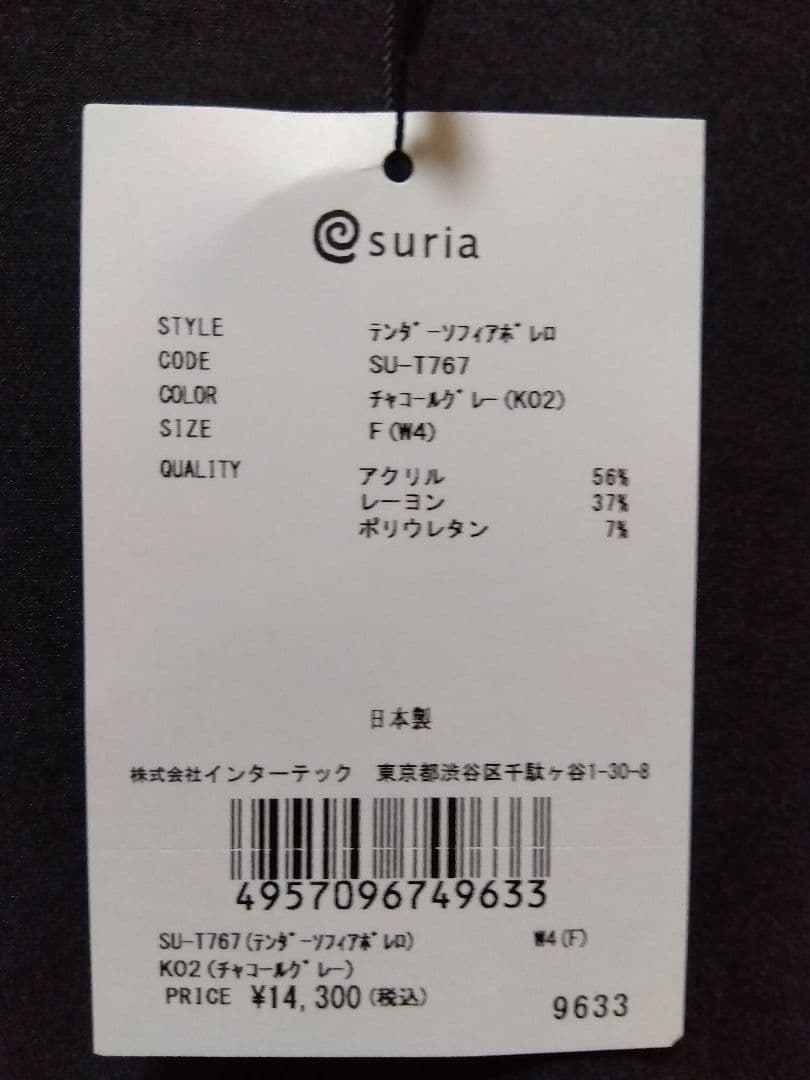 suria
STYLE ﾃﾝﾀﾞｰｿﾌｨｱﾎﾞﾚﾛ
CODE SU-T767
COLOR ﾁｬｺｰﾙｸﾞﾚｰ(K02)
SIZE F(W4)
QUALITY アクリル 56%
レーヨン 37%
ポリウレタン 7%
日本製
株式会社インターテック 東京都渋谷区千駄ヶ谷1-30-8
4957096749633
SU-T767(ﾃﾝﾀﾞｰｿﾌｨｱﾎﾞﾚﾛ) W4(F)
K02(ﾁｬｺｰﾙｸﾞﾚｰ)
PRICE ¥14,300(税込) 9633